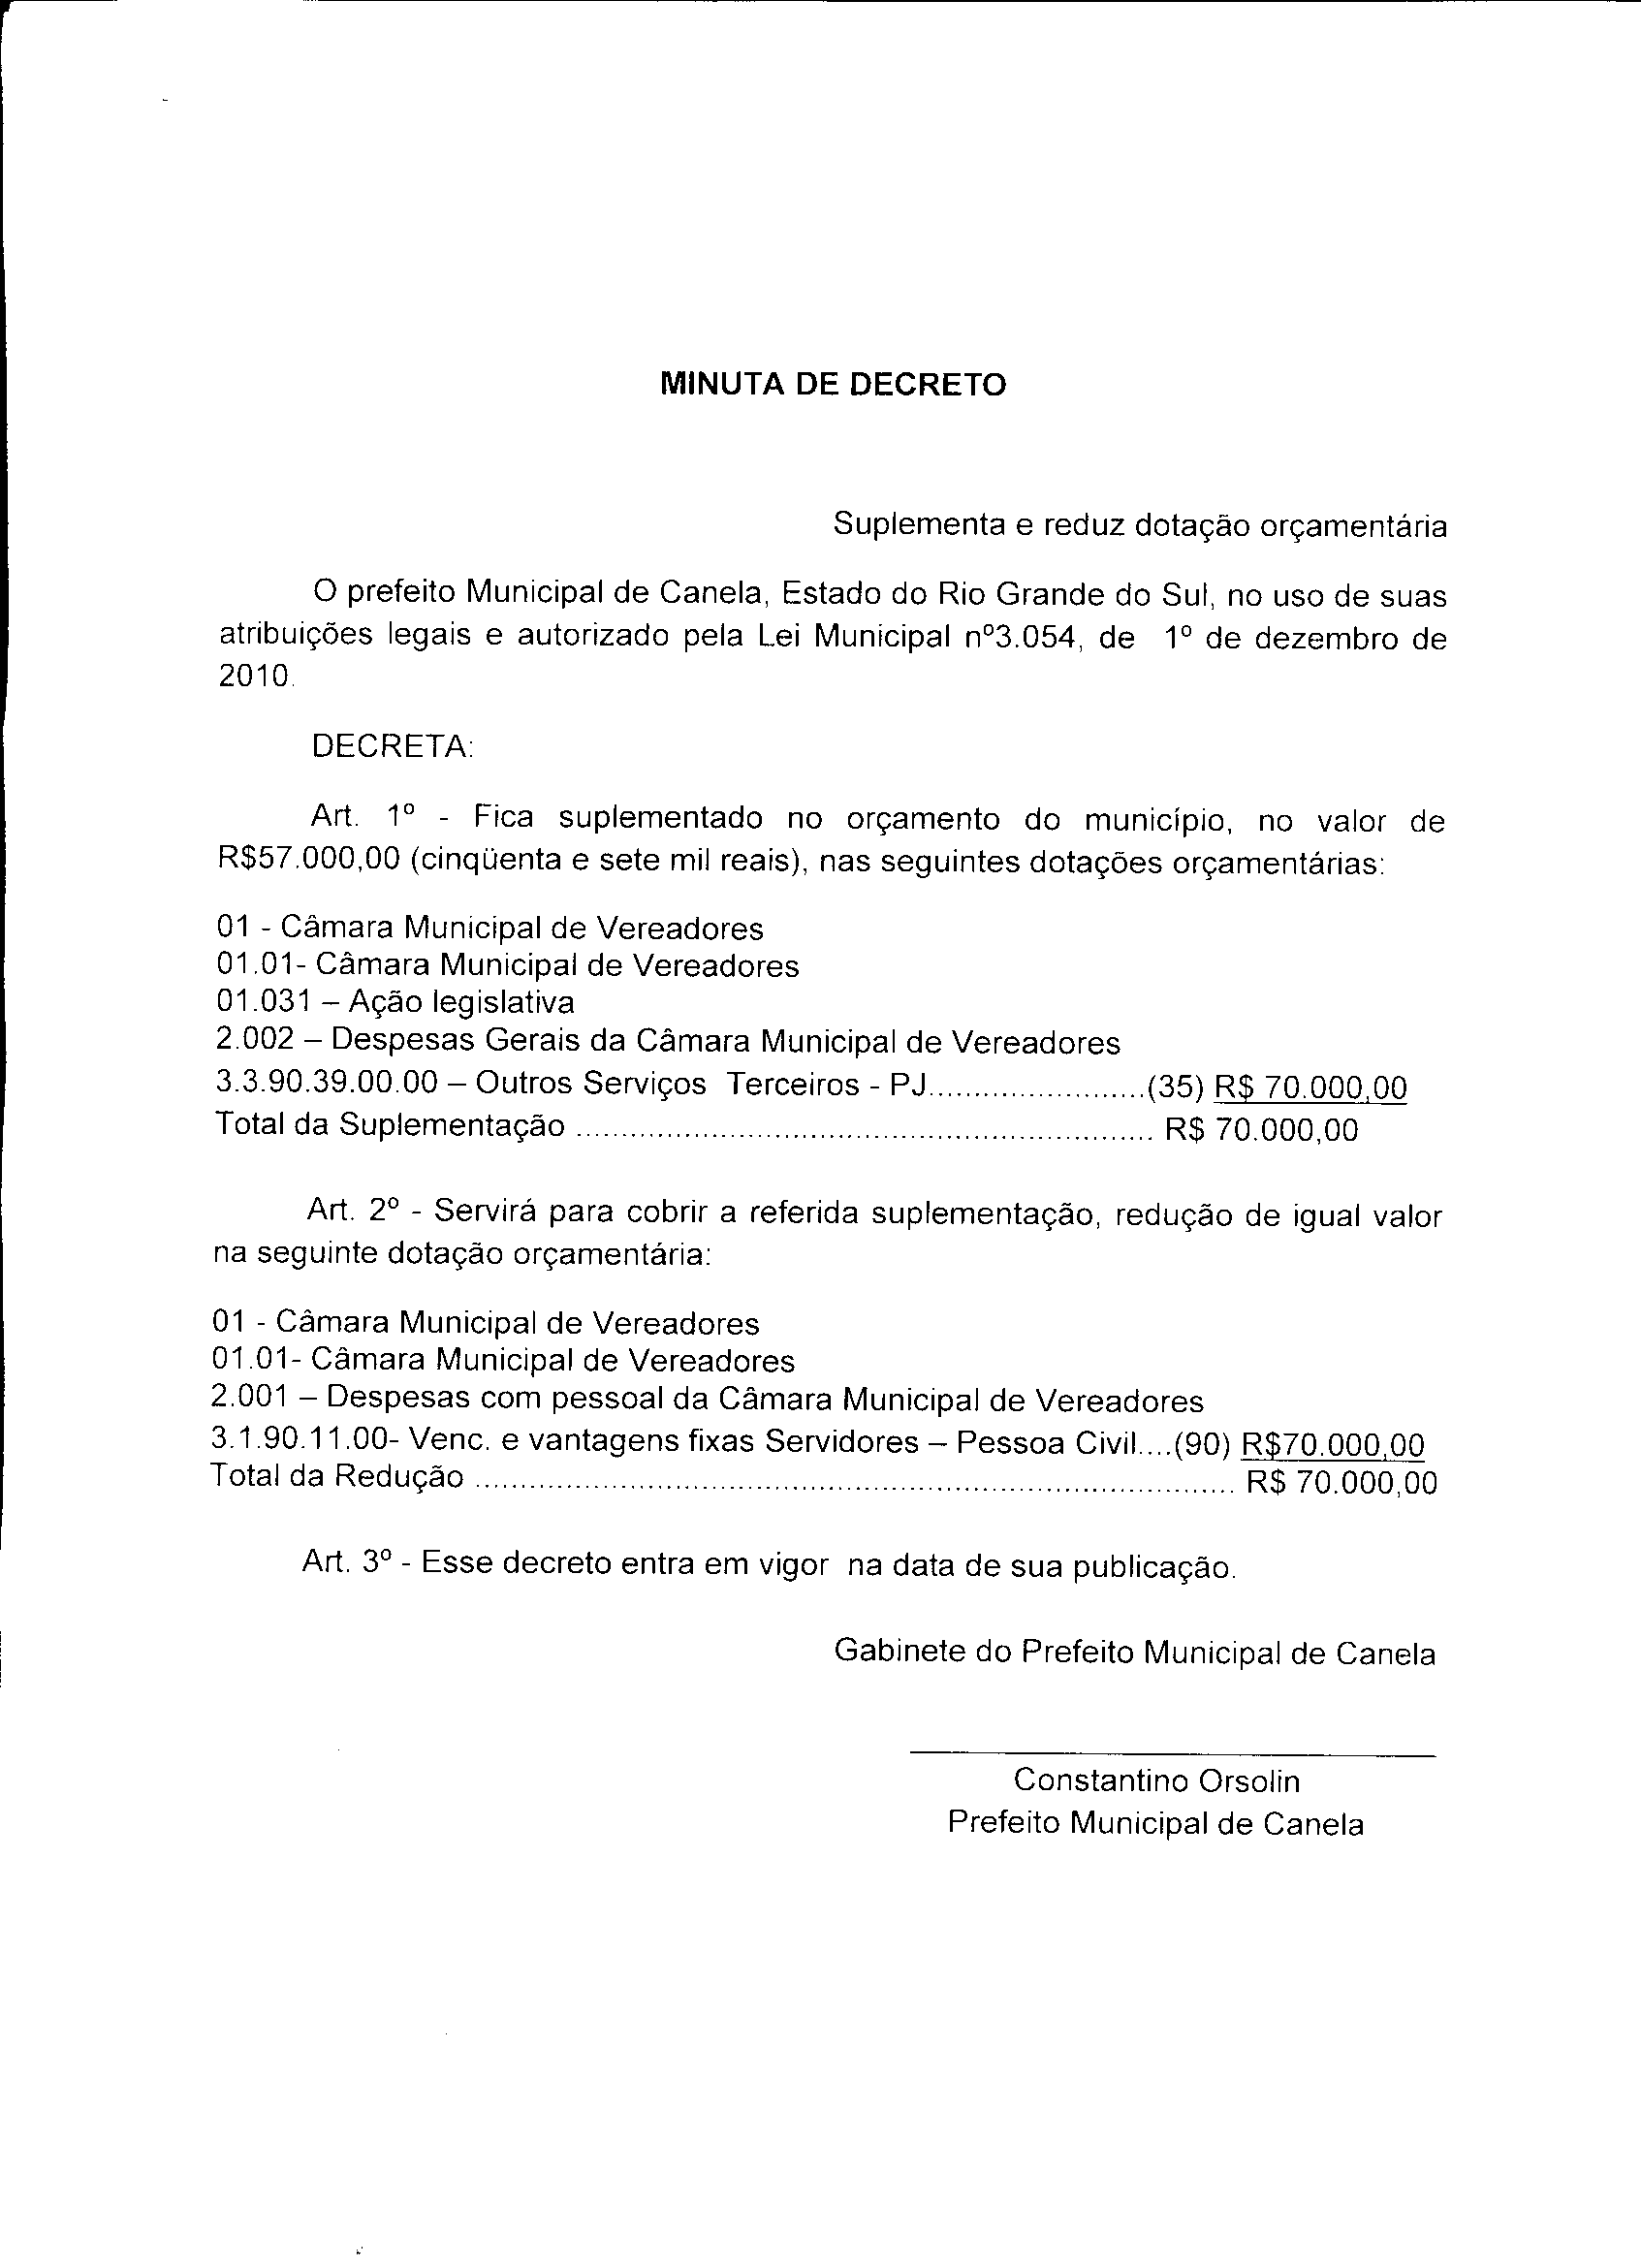 MINUTA DE DECRETO
Suplementa e reduz dotação orçamentária
O prefeito Municipal de Canela, Estado do Rio Grande do Sul, no uso de suas
atribuições legais e autorizado pela Lei Municipal nº3.054, de 1º de dezembro de
2010.
DECRETA:
Art. 1º - Fica suplementado no orçamento do município, no valor de
R$57.000,00 (cinqüenta e sete mil reais), nas seguintes dotações orçamentárias:
01 - Câmara Municipal de Vereadores
01.01- Câmara Municipal de Vereadores
01.031 – Ação legislativa
2.002 – Despesas Gerais da Câmara Municipal de Vereadores
3.3.90.39.00.00 – Outros Serviços Terceiros - PJ........................(35) R$ 70.000,00
Total da Suplementação ................................................................ R$ 70.000,00
Art. 2º - Servirá para cobrir a referida suplementação, redução de igual valor
na seguinte dotação orçamentária:
01 - Câmara Municipal de Vereadores
01.01- Câmara Municipal de Vereadores
2.001 – Despesas com pessoal da Câmara Municipal de Vereadores
3.1.90.11.00- Venc. e vantagens fixas Servidores – Pessoa Civil....(90) R$70.000,00
Total da Redução .................................................................................... R$ 70.000,00
Art. 3º - Esse decreto entra em vigor na data de sua publicação.
Gabinete do Prefeito Municipal de Canela
Constantino Orsolin
Prefeito Municipal de Canela